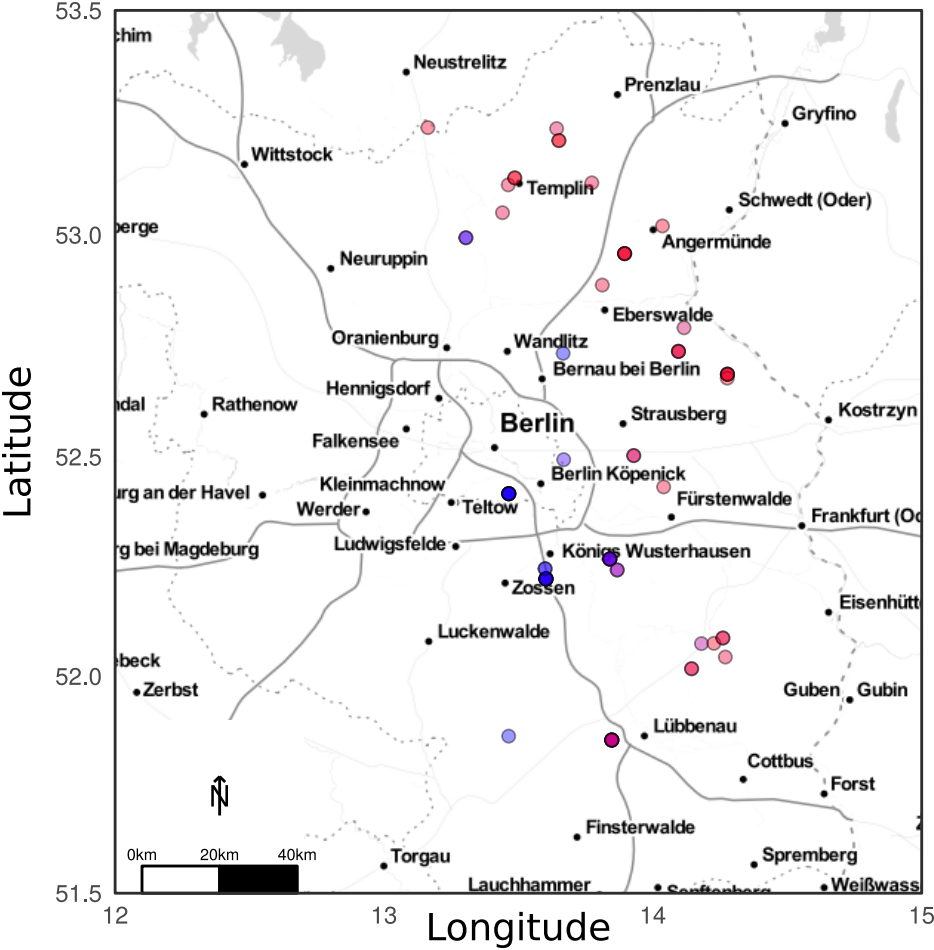 53.5
chim
Neustrelitz
Prenzlau
Gryfino
Wittstock
Templin
Schwedt (Oder)
53.0
berge
Angermünde
Neuruppin
Eberswalde
Oranienburg
Wandlitz
Bernau bei Berlin
Hennigsdorf
ndal
Rathenow
Berlin
Strausberg
Kostrzyn
Falkensee
52.5
Latitude
Berlin Köpenick
Kleinmachnow
urg an der Havel
Fürstenwalde
Werder
Teltow
Frankfurt (Od
Ludwigsfelde
rg bei Magdeburg
Königs Wusterhausen
Zossen
Eisenhütt
Luckenwalde
ebeck
52.0
Zerbst
Guben
Gubin
Lübbenau
Cottbus
Forst
N
Finsterwalde
0km 20km 40km
Torgau
Spremberg
Lauchhammer
Senftenberg
Weißwass
51.5
12 13 14 15
Longitude